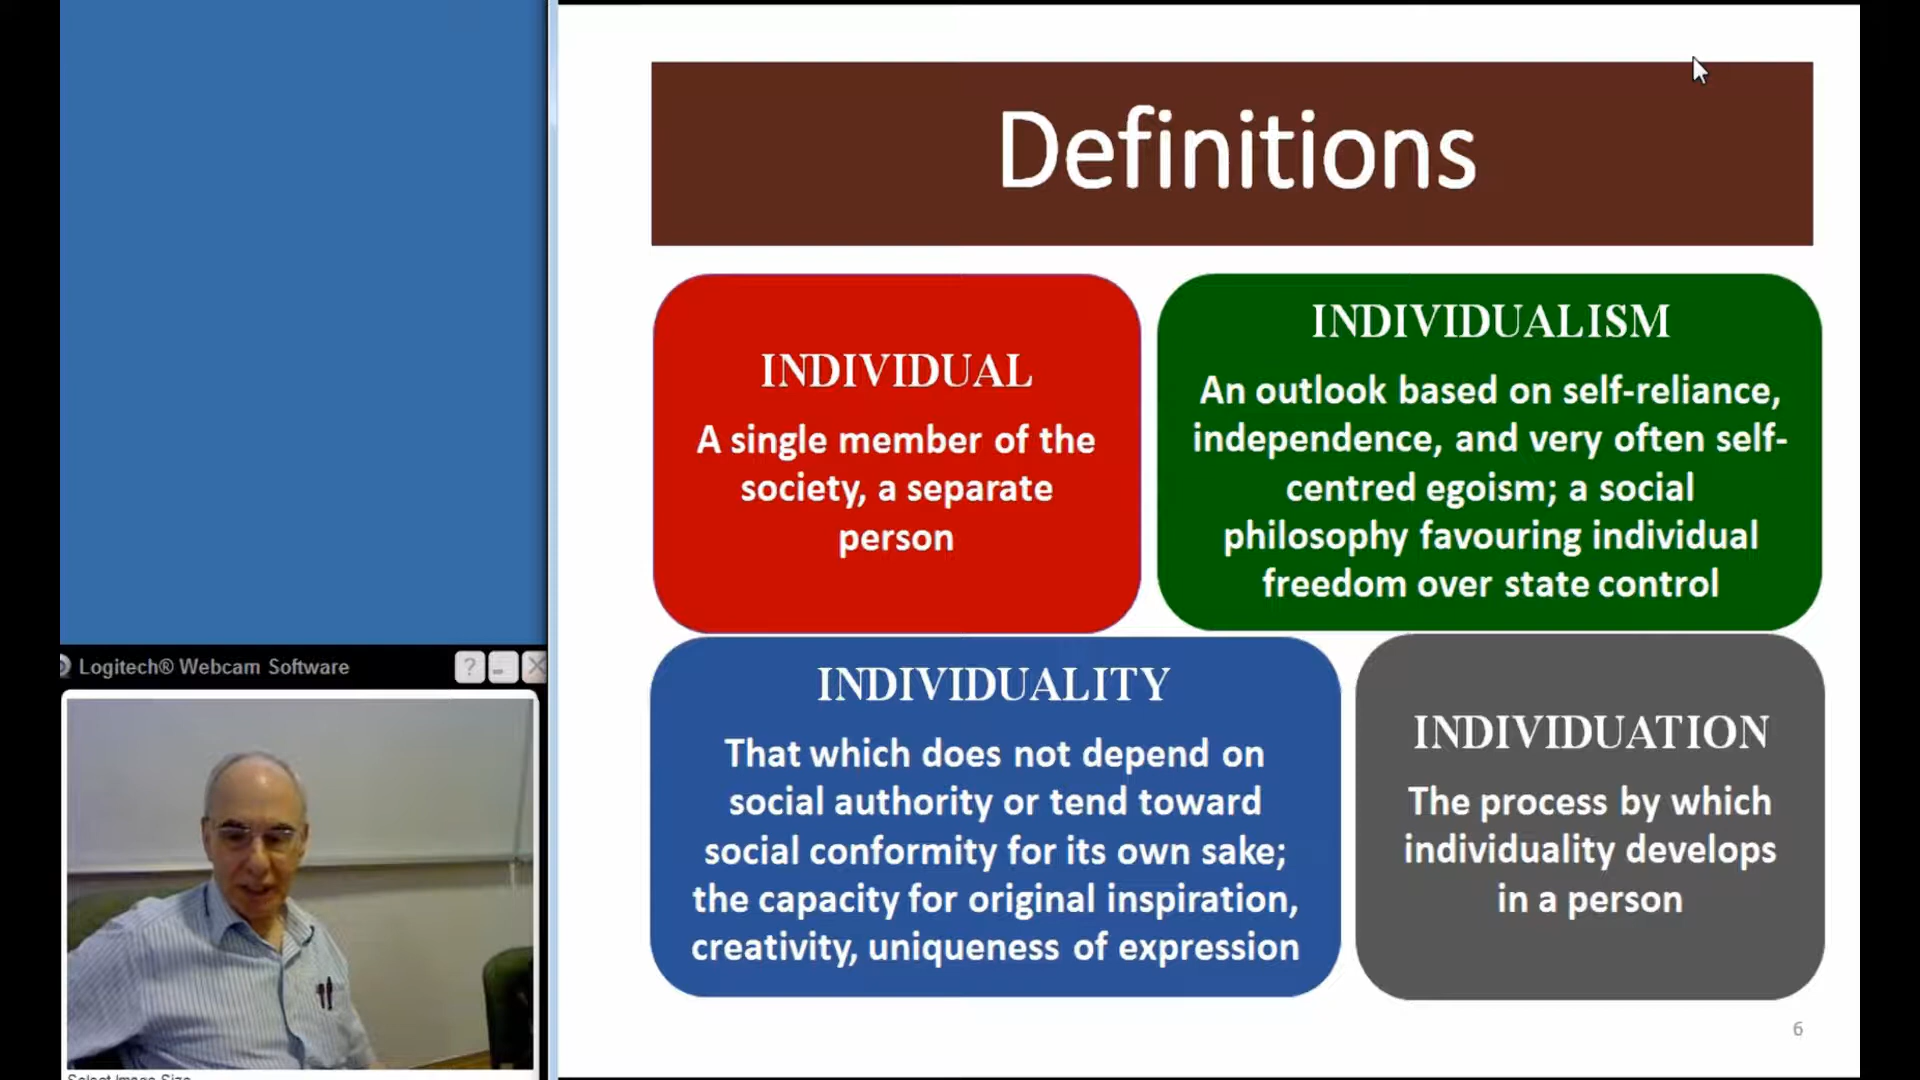 Definitions
INDIVIDUAL
A single member of the
society, a separate
person
INDIVIDUALISM
An outlook based on self-reliance,
independence, and very often self-
centred egoism; a social
philosophy favouring individual
freedom over state control
INDIVIDUALITY
That which does not depend on
social authority or tend toward
social conformity for its own sake;
the capacity for original inspiration,
creativity, uniqueness of expression
INDIVIDUATION
The process by which
individuality develops
in a person
6
Logitech® Webcam Software
?
Select Image Size